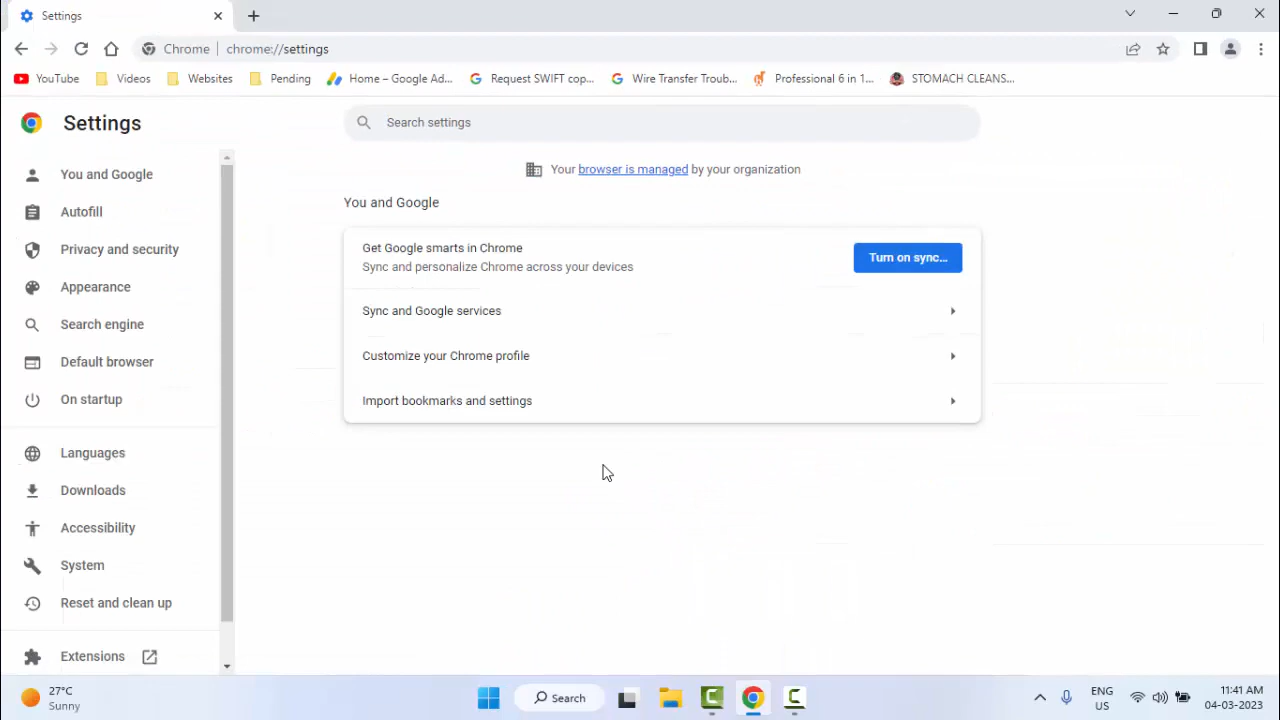 Settings
Chrome
chrome://settings
YouTube
Videos
Websites
Pending
Home – Google Ad...
Request SWIFT cop...
Wire Transfer Troub...
Professional 6 in 1...
STOMACH CLEANS...
Settings
Search settings
Your browser is managed by your organization
You and Google
Autofill
Privacy and security
Appearance
Search engine
Default browser
On startup
Languages
Downloads
Accessibility
System
Reset and clean up
Extensions
You and Google
Get Google smarts in Chrome
Sync and personalize Chrome across your devices
Turn on sync...
Sync and Google services
Customize your Chrome profile
Import bookmarks and settings
27°C
Sunny
Search
ENG
US
11:41 AM
04-03-2023